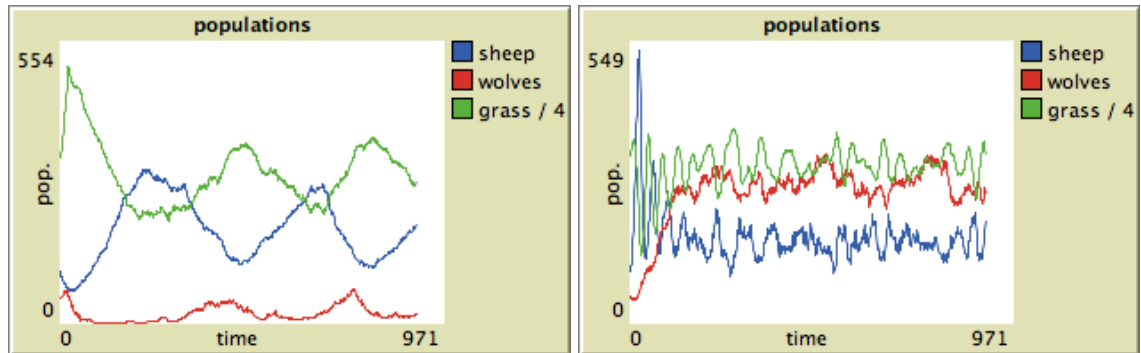 populations
554
pop.
0
0
time
971
sheep
wolves
grass / 4
populations
549
pop.
0
0
time
971
sheep
wolves
grass / 4